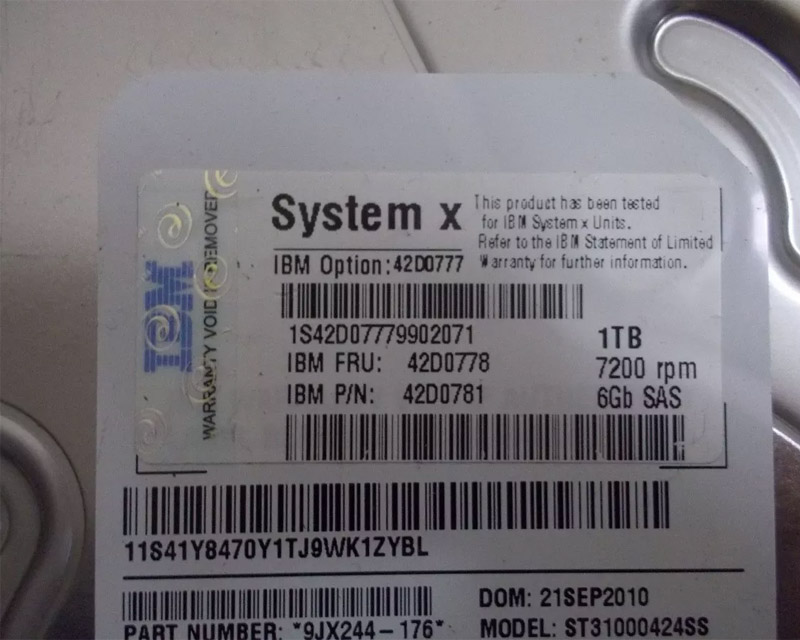 System x
This product has been tested
for IBM System x Units.
Refer to the IBM Statement of Limited
Warranty for further information.
IBM Option: 42D0777
1S42D07779902071
1TB
IBM FRU: 42D0778
7200 rpm
IBM P/N: 42D0781
6Gb SAS
IBM
WARRANTY VOID REMOVED
11S41Y8470Y1TJ9WK1ZYBL
DOM: 21SEP2010
PART NUMBER: *9JX244-176*
MODEL: ST31000424SS